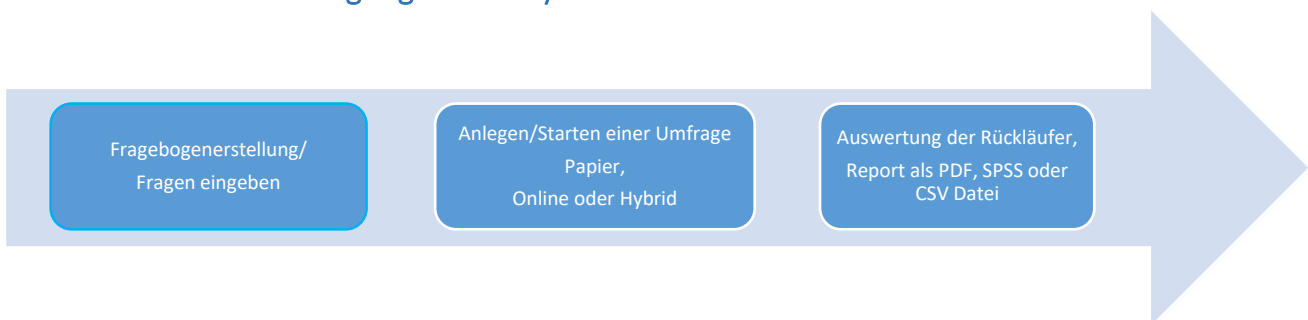 Fragebogenerstellung/
Fragen eingeben
Anlegen/Starten einer Umfrage
Papier,
Online oder Hybrid
Auswertung der Rückläufer,
Report als PDF, SPSS oder
CSV Datei